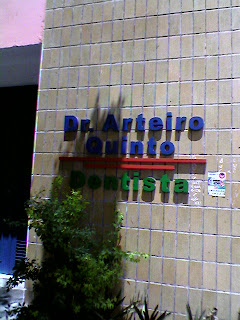 Dr. Arteiro
Quinto
Dentista